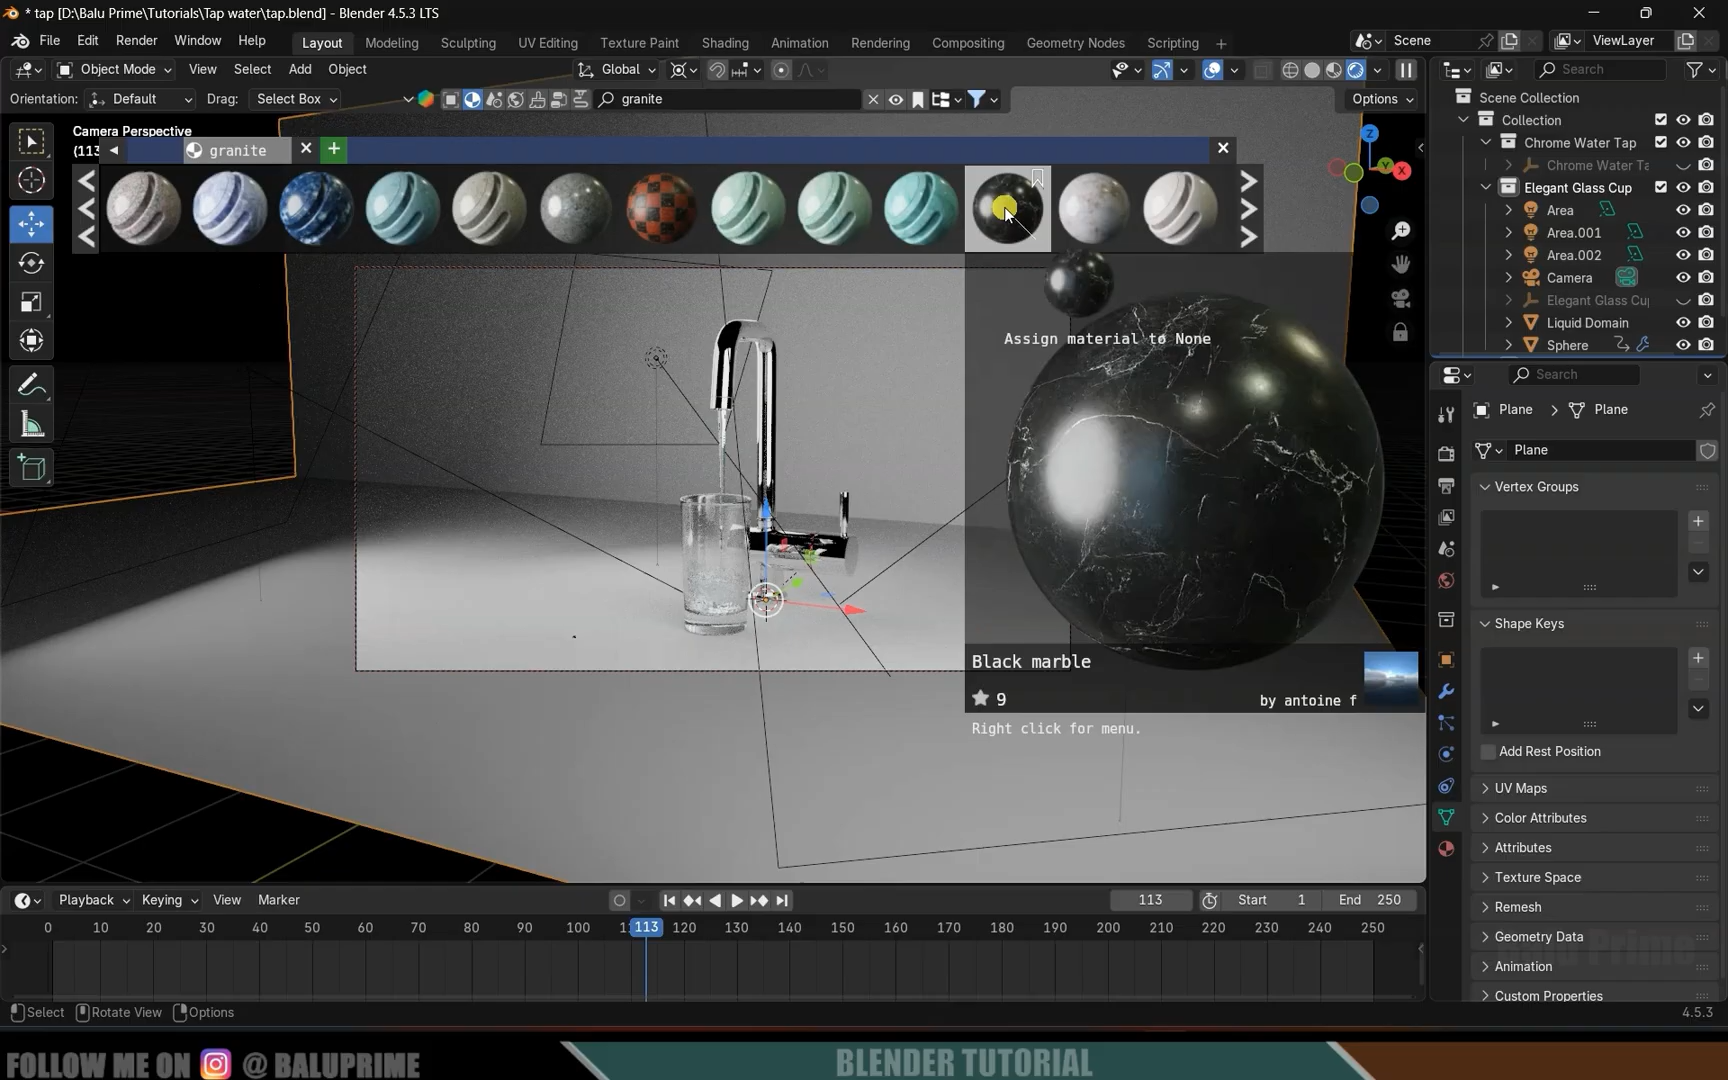 * tap [D:\Balu Prime\Tutorials\Tap water\tap.blend] - Blender 4.5.3 LTS
File Edit Render Window Help Layout Modeling Sculpting UV Editing Texture Paint Shading Animation Rendering Compositing Geometry Nodes Scripting + Scene ViewLayer
Object Mode View Select Add Object Global Search
Orientation: Default Drag: Select Box granite Options
Scene Collection
Collection
Camera Perspective
(113
granite
Chrome Water Tap
Chrome Water Ta
Elegant Glass Cup
Area
Area.001
Area.002
Camera
Elegant Glass Cu
Liquid Domain
Sphere
Z
Y
X
Assign material to None
Black marble
9
by antoine f
Right click for menu.
Search
Plane > Plane
Plane
Vertex Groups
Shape Keys
Add Rest Position
UV Maps
Color Attributes
Attributes
Texture Space
Remesh
Geometry Data
Animation
Custom Properties
Balu Prime
Playback Keying View Marker 113 Start 1 End 250
0 10 20 30 40 50 60 70 80 90 100 113 120 130 140 150 160 170 180 190 200 210 220 230 240 250
Select Rotate View Options 4.5.3
FOLLOW ME ON @ BALUPRIME BLENDER TUTORIAL